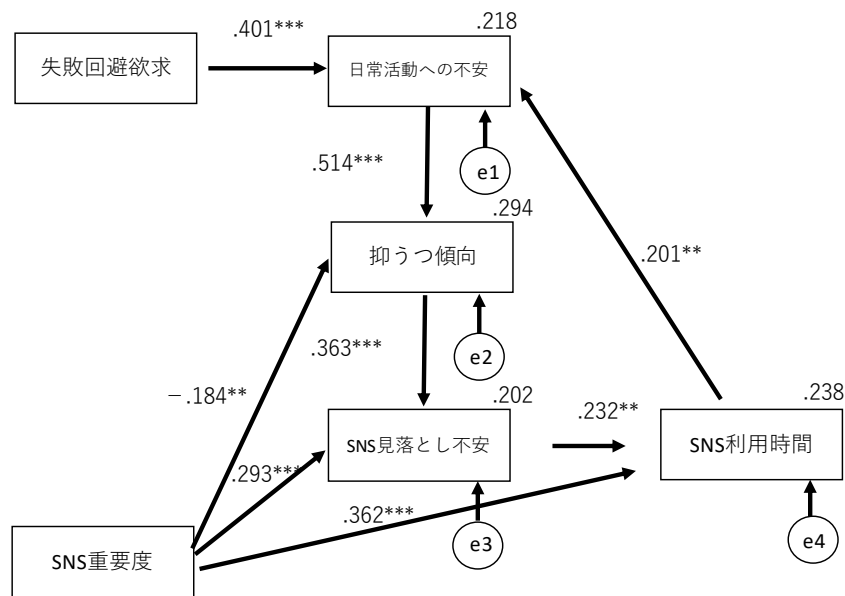 .401***
.218
失敗回避欲求
日常活動への不安
.514***
e1
.294
抑うつ傾向
.201**
.363***
e2
－.184**
.202
.232**
.238
SNS見落とし不安
SNS利用時間
.293***
.362***
e3
e4
SNS重要度